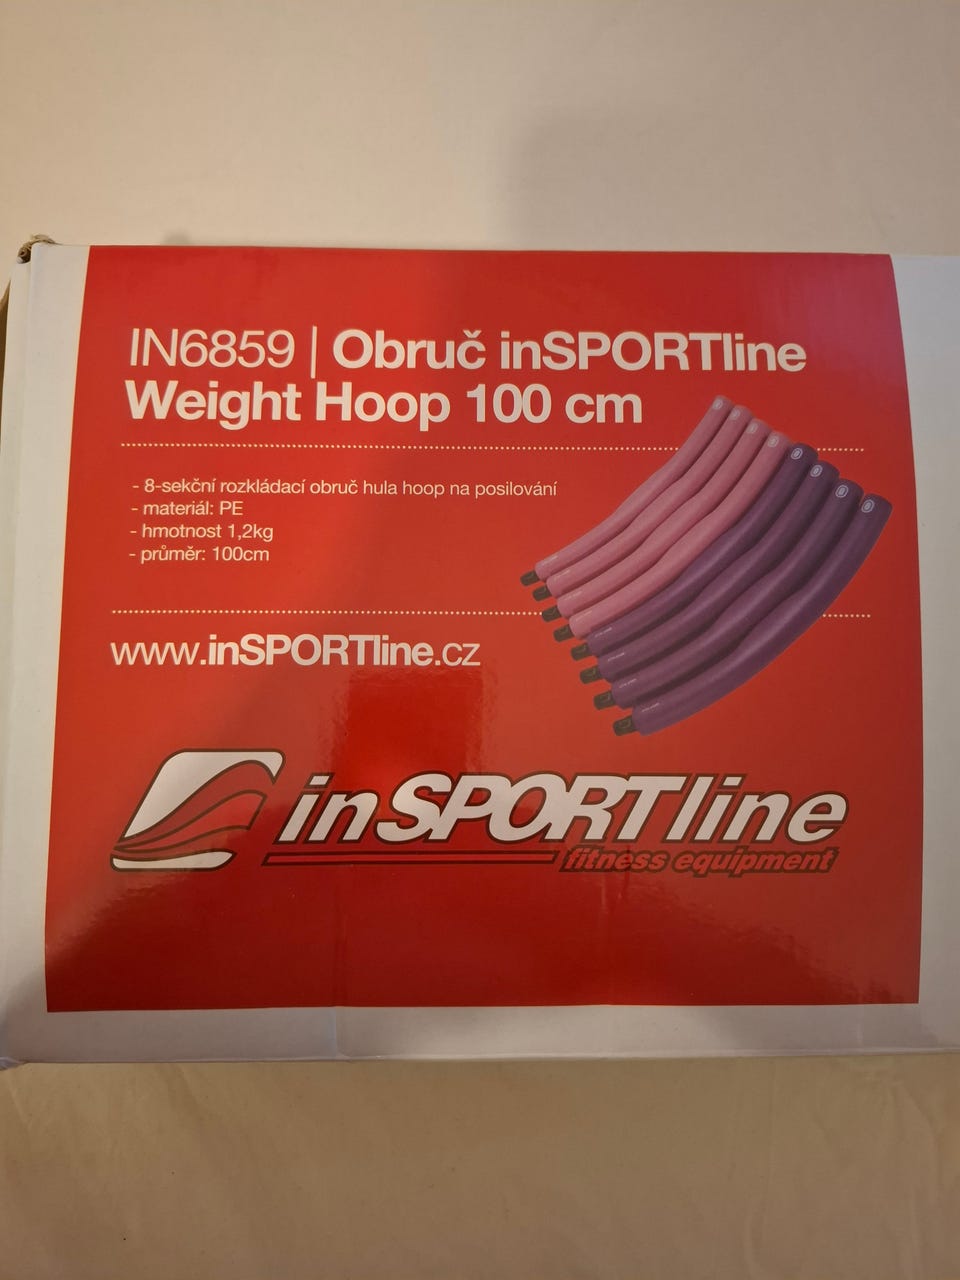 IN6859 | Obruč inSPORTline
Weight Hoop 100 cm
- 8-sekční rozkládací obruč hula hoop na posilování
- materiál: PE
- hmotnost 1,2kg
- průměr: 100cm
www.inSPORTline.cz
inSPORTline
fitness equipment